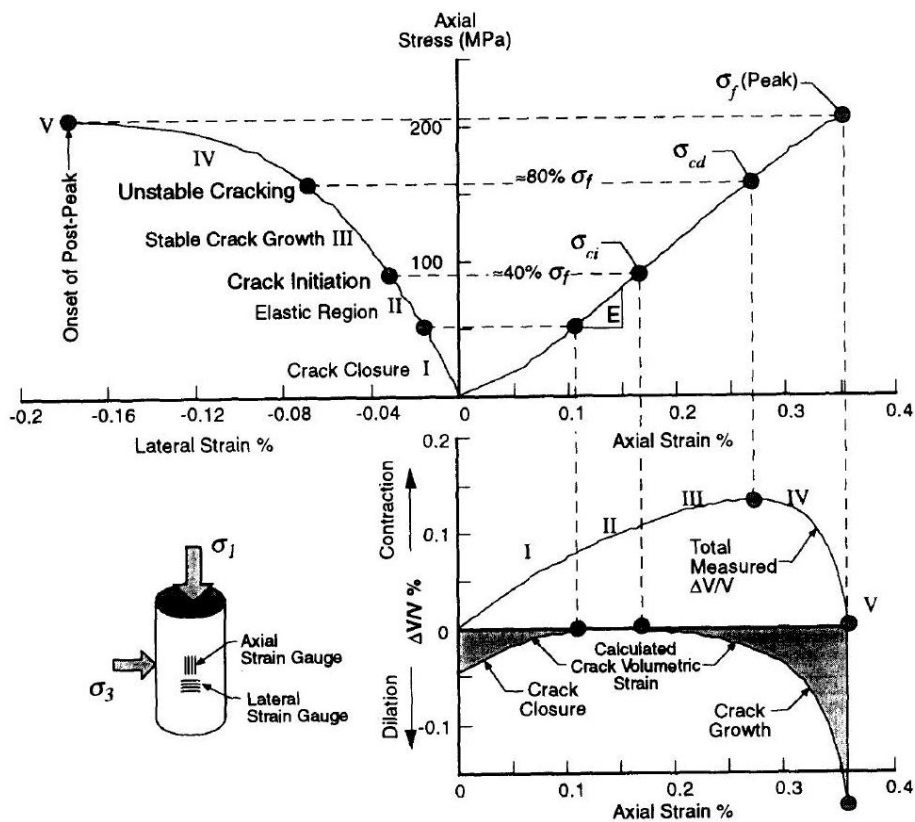 Axial
Stress (MPa)
σf (Peak)
V
200
IV
σcd
≈80% σf
Unstable Cracking
Stable Crack Growth III
σci
100
Crack Initiation
≈40% σf
II
Elastic Region
E
Onset of Post-Peak
Crack Closure I
-0.2 -0.16 -0.12 -0.08 -0.04 0 0.1 0.2 0.3 0.4
Lateral Strain %
Axial Strain %
0.2
Contraction
III
IV
II
0.1
I
Total
Measured
ΔV/V
σ1
ΔV/V %
V
0
Axial
Strain Gauge
Calculated
Crack Volumetric
Strain
σ3
Lateral
Strain Gauge
Crack
Closure
Dilation
-0.1
Crack
Growth
0 0.1 0.2 0.3 0.4
Axial Strain %